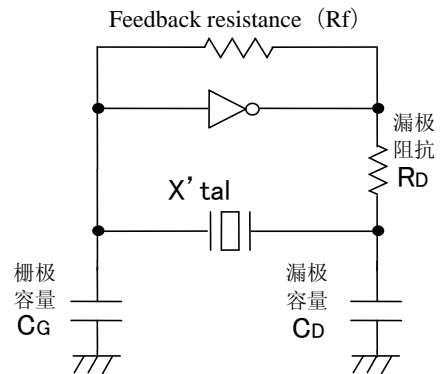 Feedback resistance（Rf）
漏极
阻抗
RD
X' tal
栅极
容量
CG
漏极
容量
CD